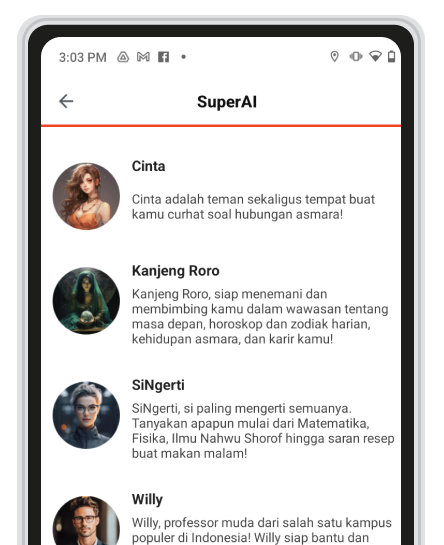 3:03 PM
SuperAI
Cinta
Cinta adalah teman sekaligus tempat buat
kamu curhat soal hubungan asmara!
Kanjeng Roro
Kanjeng Roro, siap menemani dan
membimbing kamu dalam wawasan tentang
masa depan, horoskop dan zodiak harian,
kehidupan asmara, dan karir kamu!
SiNgerti
SiNgerti, si paling mengerti semuanya.
Tanyakan apapun mulai dari Matematika,
Fisika, Ilmu Nahwu Shorof hingga saran resep
buat makan malam!
Willy
Willy, professor muda dari salah satu kampus
populer di Indonesia! Willy siap bantu dan